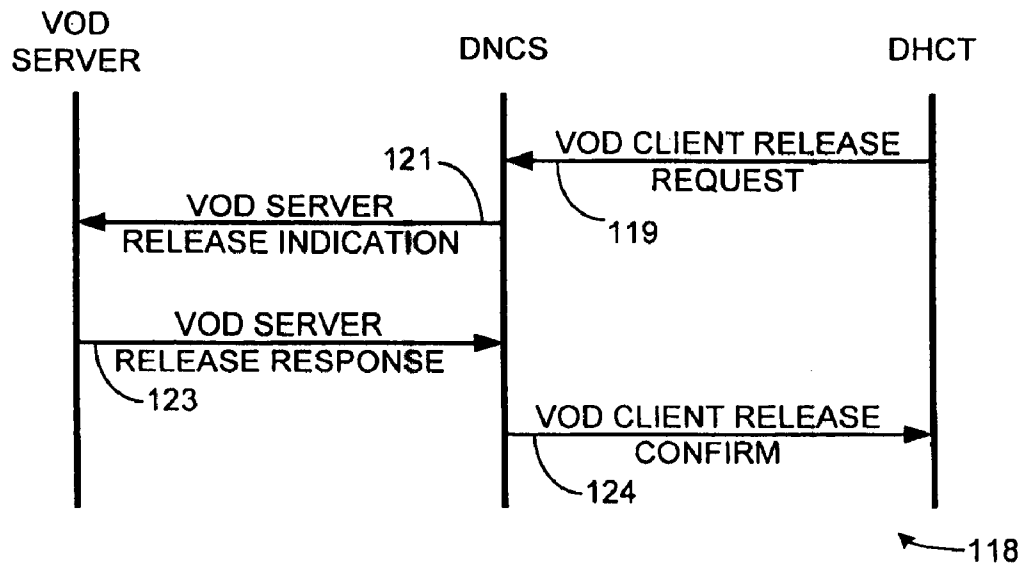 VOD
SERVER
DNCS
DHCT
VOD CLIENT RELEASE
REQUEST
119
121
VOD SERVER
RELEASE INDICATION
VOD SERVER
RELEASE RESPONSE
123
VOD CLIENT RELEASE
CONFIRM
124
118